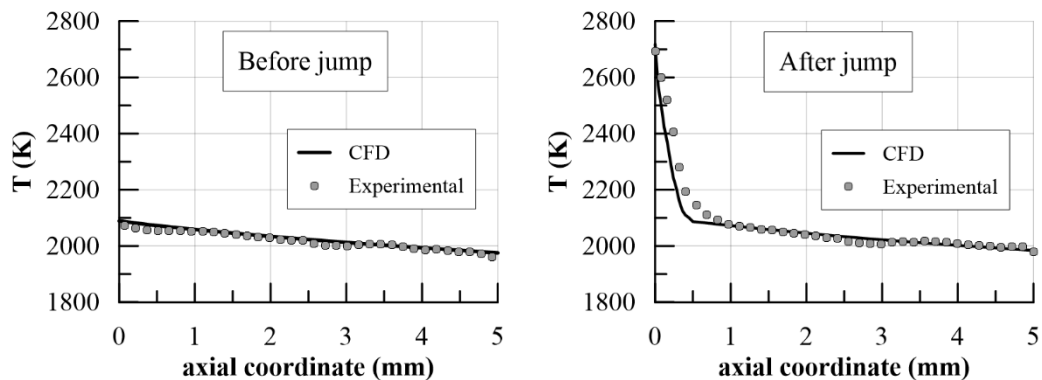 2800
2600
2400
2200
2000
1800
T (K)
Before jump
CFD
Experimental
0 1 2 3 4 5
axial coordinate (mm)
2800
2600
2400
2200
2000
1800
T (K)
After jump
CFD
Experimental
0 1 2 3 4 5
axial coordinate (mm)